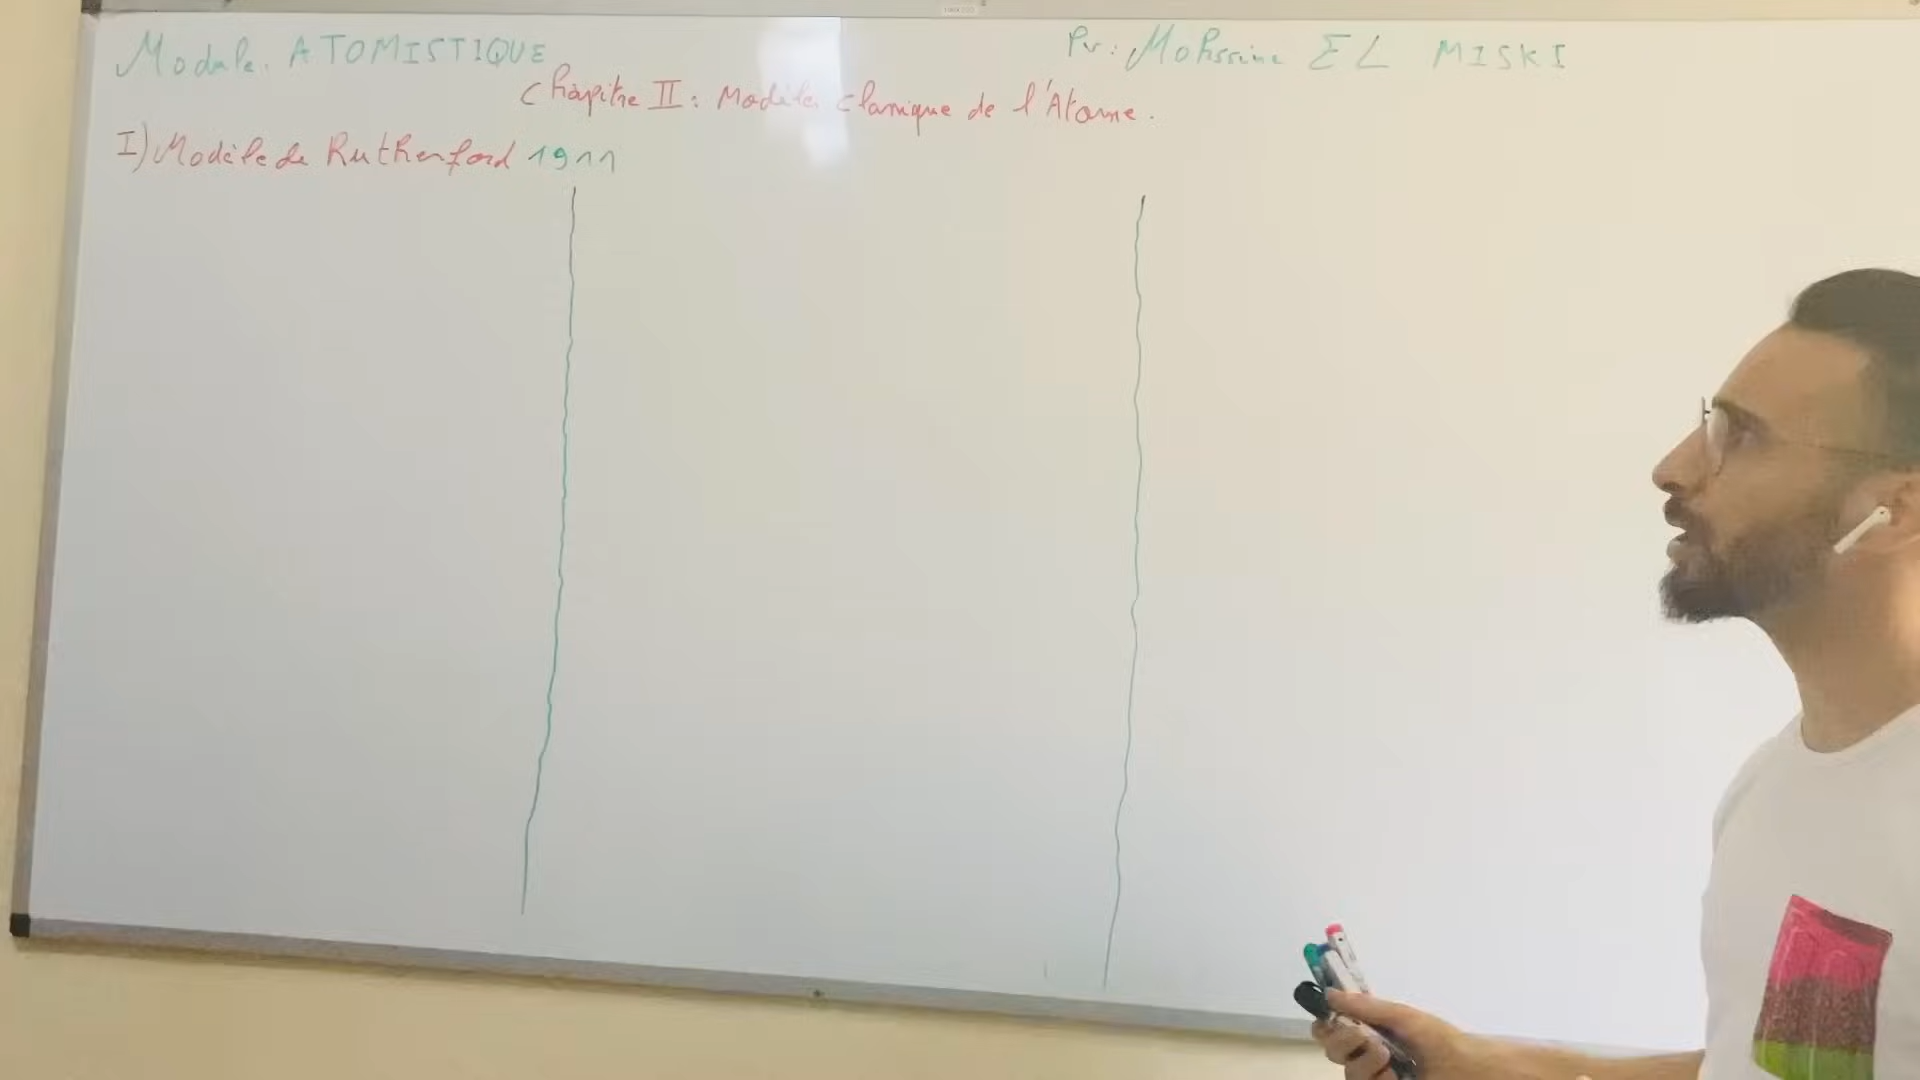 Module. ATOMISTIQUE
Pr: Mohssine EL MISKI
Chapitre II: Modèle classique de l'Atome.
I) Modèle de Rutherford 1911